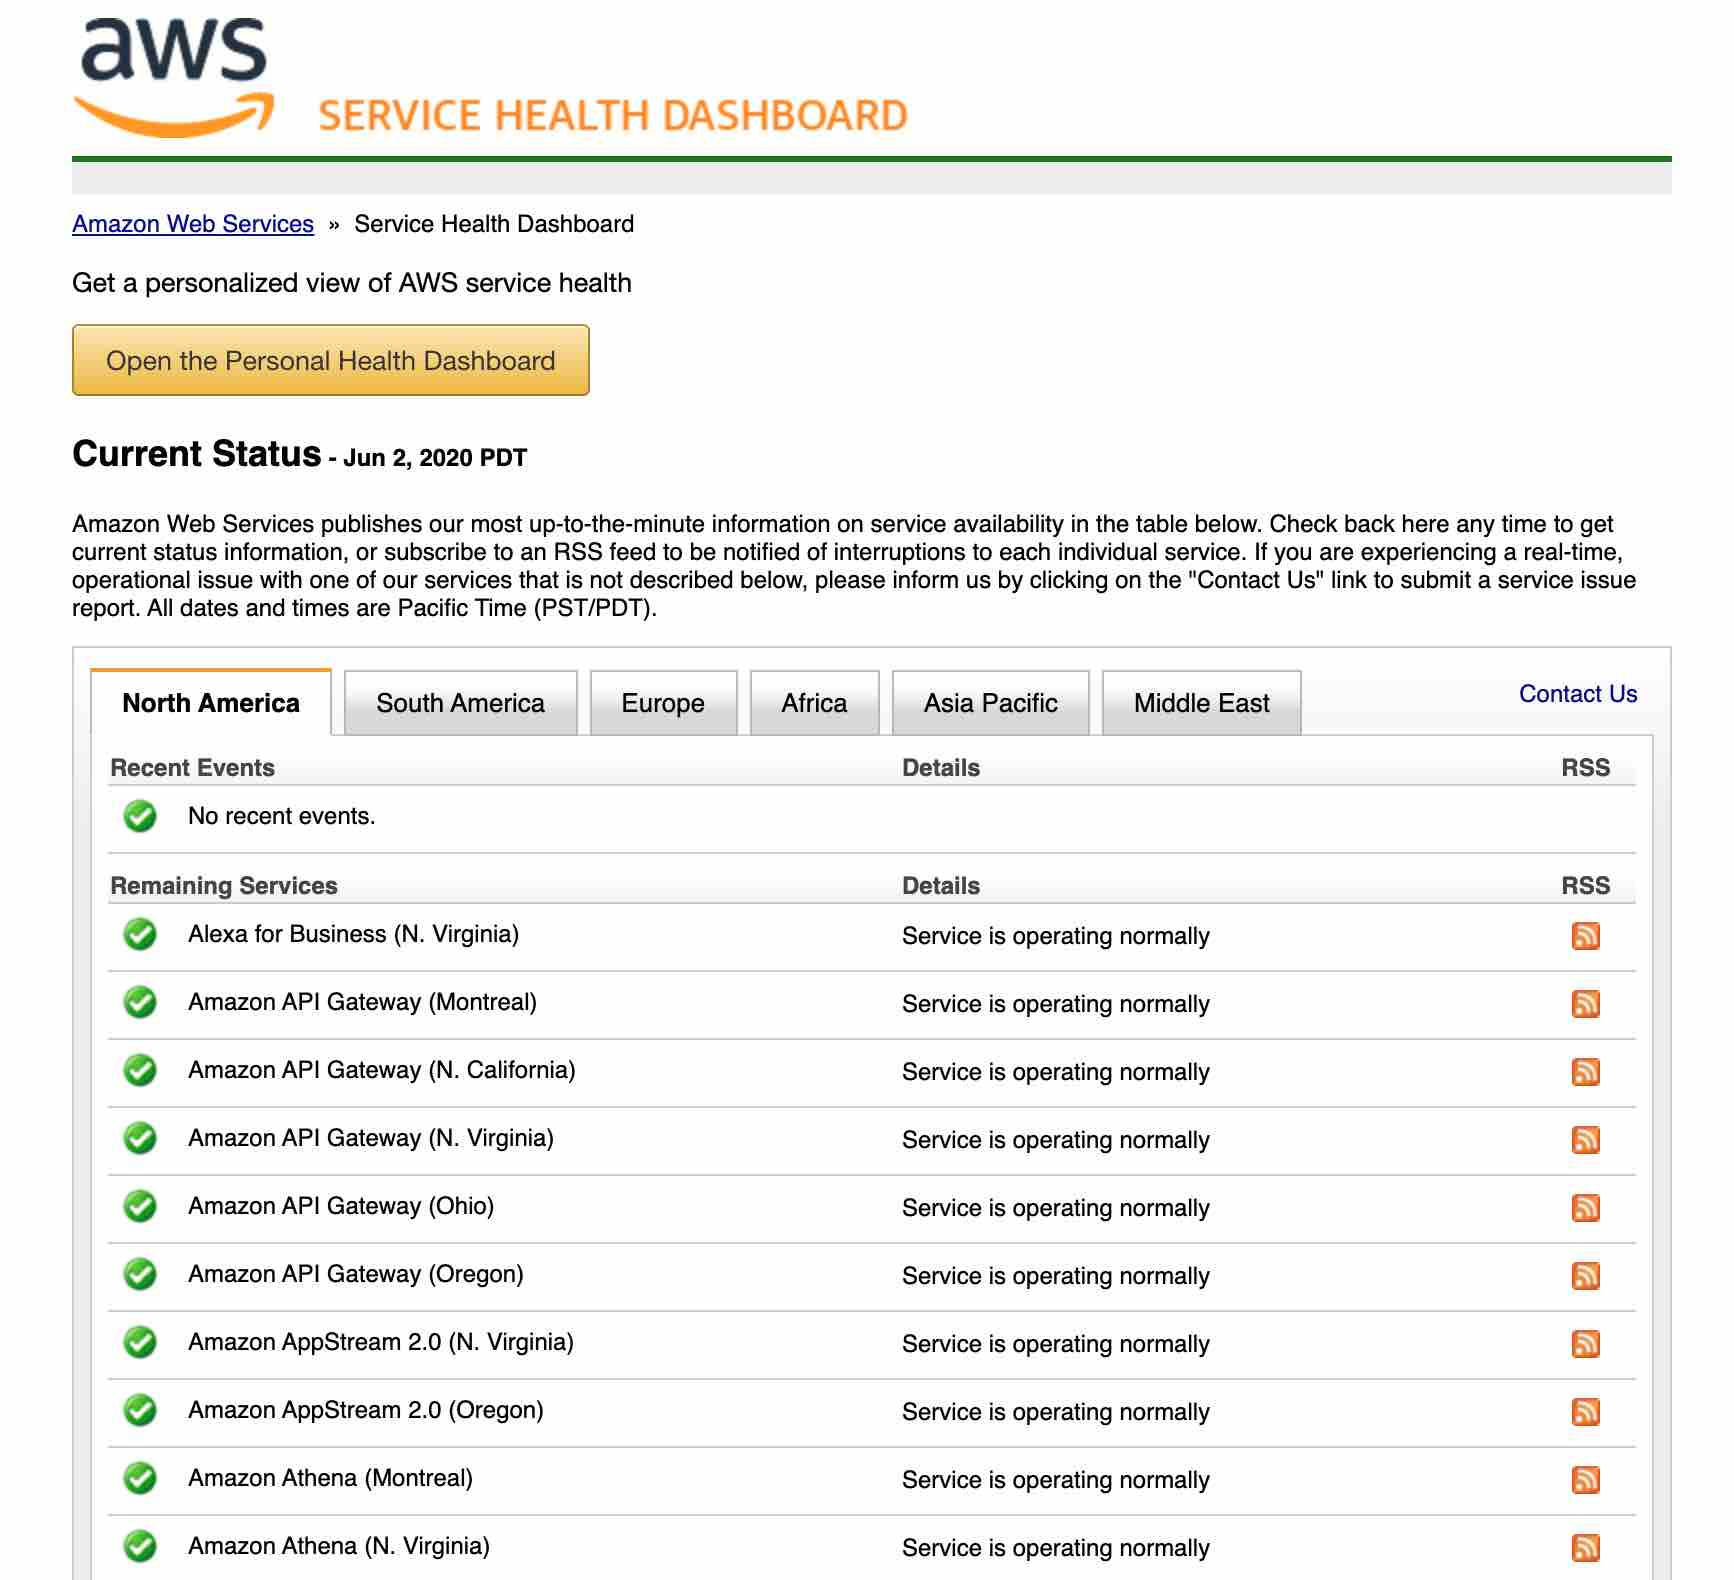 aws
SERVICE HEALTH DASHBOARD
Amazon Web Services » Service Health Dashboard
Get a personalized view of AWS service health
Open the Personal Health Dashboard
Current Status - Jun 2, 2020 PDT
Amazon Web Services publishes our most up-to-the-minute information on service availability in the table below. Check back here any time to get
current status information, or subscribe to an RSS feed to be notified of interruptions to each individual service. If you are experiencing a real-time,
operational issue with one of our services that is not described below, please inform us by clicking on the "Contact Us" link to submit a service issue
report. All dates and times are Pacific Time (PST/PDT).
North America South America Europe Africa Asia Pacific Middle East Contact Us
Recent Events Details RSS
No recent events.
Remaining Services Details RSS
Alexa for Business (N. Virginia) Service is operating normally
Amazon API Gateway (Montreal) Service is operating normally
Amazon API Gateway (N. California) Service is operating normally
Amazon API Gateway (N. Virginia) Service is operating normally
Amazon API Gateway (Ohio) Service is operating normally
Amazon API Gateway (Oregon) Service is operating normally
Amazon AppStream 2.0 (N. Virginia) Service is operating normally
Amazon AppStream 2.0 (Oregon) Service is operating normally
Amazon Athena (Montreal) Service is operating normally
Amazon Athena (N. Virginia) Service is operating normally